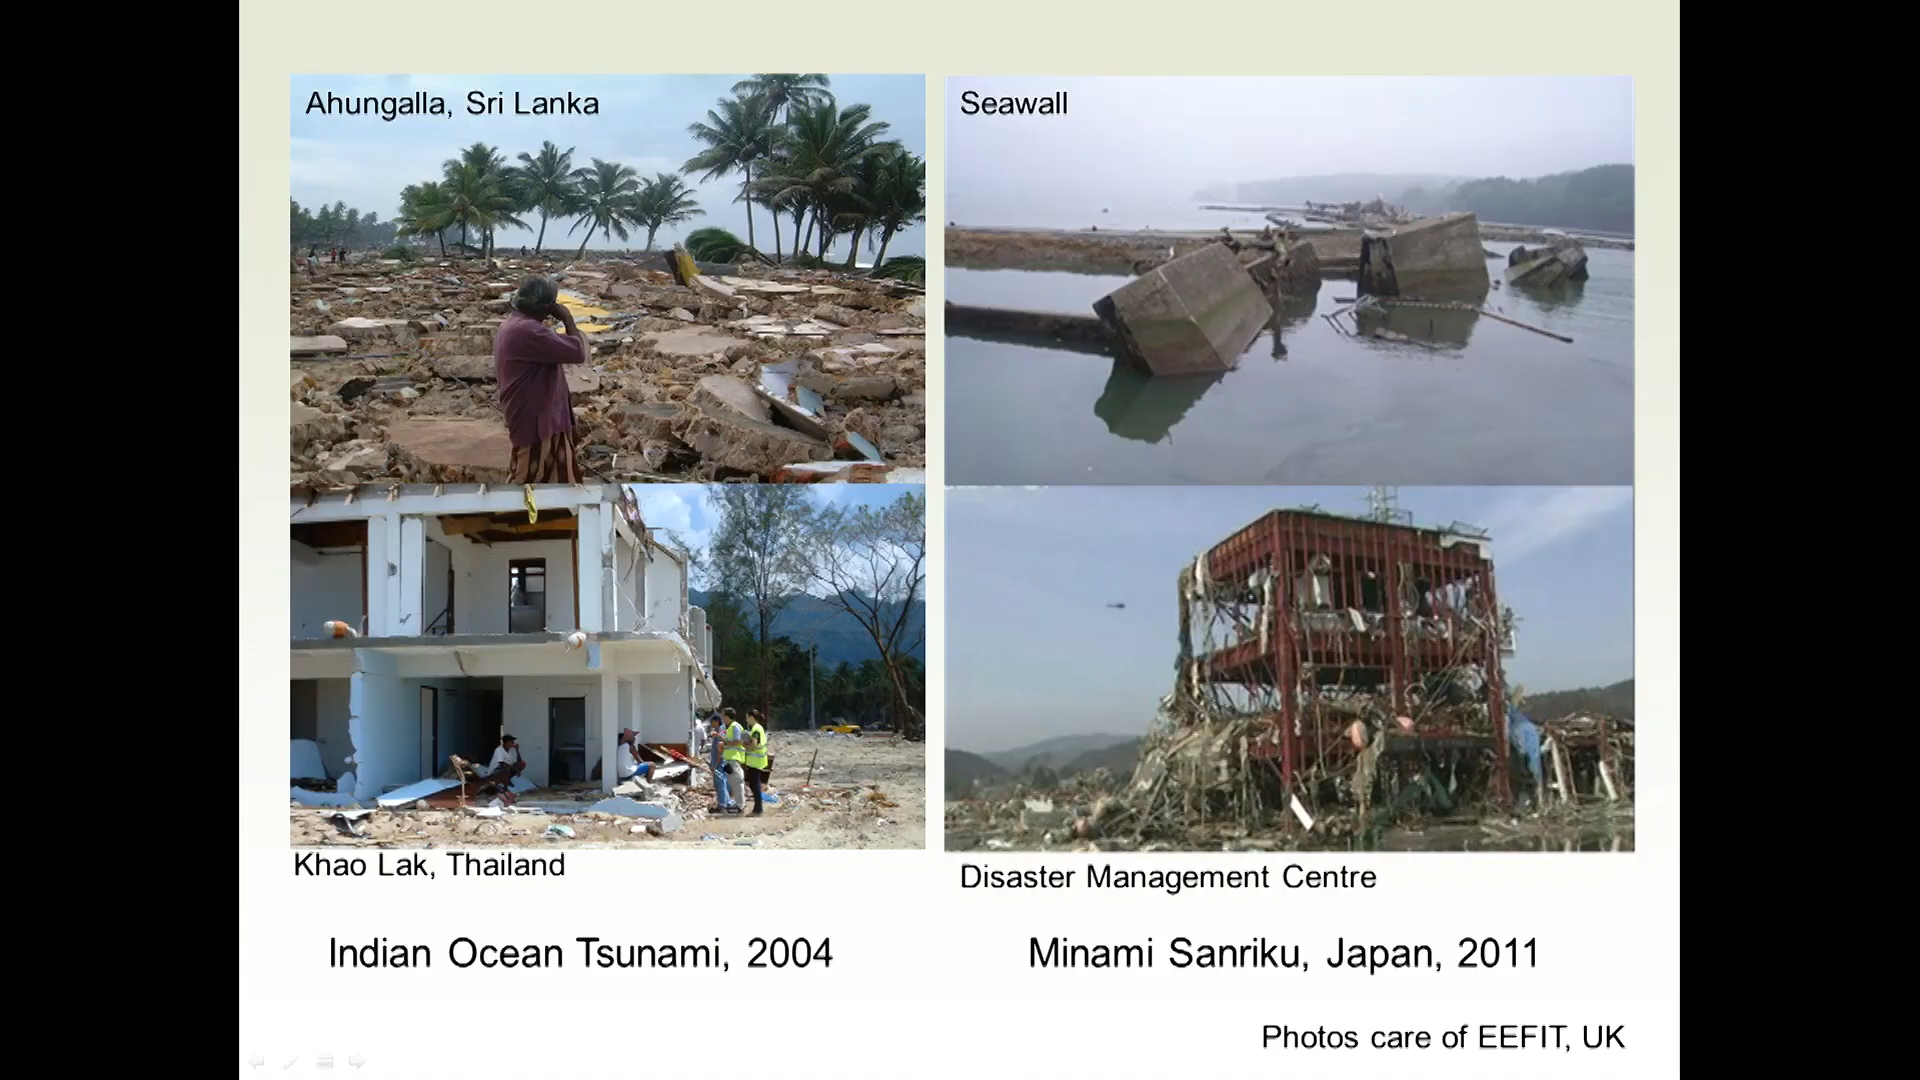 Ahungalla, Sri Lanka
Seawall
Khao Lak, Thailand
Disaster Management Centre
Indian Ocean Tsunami, 2004
Minami Sanriku, Japan, 2011
Photos care of EEFIT, UK